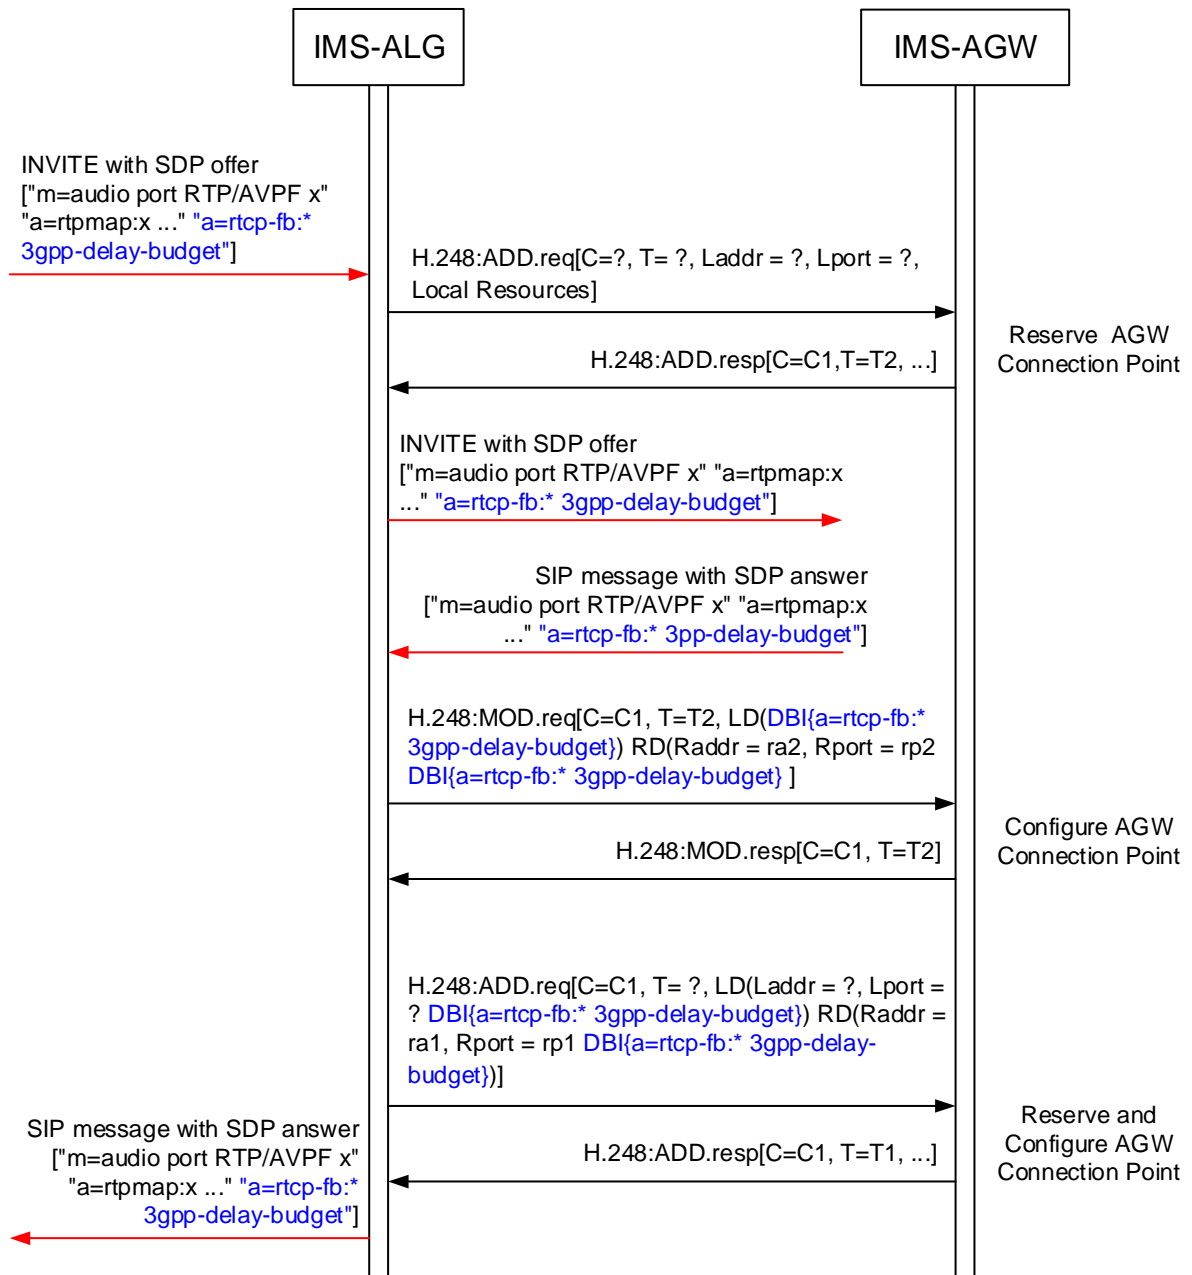 IMS-ALG
IMS-AGW
INVITE with SDP offer
["m=audio port RTP/AVPF x"
"a=rtpmap:x ..." "a=rtcp-fb:*
3gpp-delay-budget"]
H.248:ADD.req[C=?, T= ?, Laddr = ?, Lport = ?,
Local Resources]
Reserve AGW
Connection Point
H.248:ADD.resp[C=C1,T=T2, ...]
INVITE with SDP offer
["m=audio port RTP/AVPF x" "a=rtpmap:x
..." "a=rtcp-fb:* 3gpp-delay-budget"]
SIP message with SDP answer
["m=audio port RTP/AVPF x" "a=rtpmap:x
..." "a=rtcp-fb:* 3pp-delay-budget"]
H.248:MOD.req[C=C1, T=T2, LD(DBI{a=rtcp-fb:*
3gpp-delay-budget}) RD(Raddr = ra2, Rport = rp2
DBI{a=rtcp-fb:* 3gpp-delay-budget} ]
Configure AGW
Connection Point
H.248:MOD.resp[C=C1, T=T2]
H.248:ADD.req[C=C1, T= ?, LD(Laddr = ?, Lport =
? DBI{a=rtcp-fb:* 3gpp-delay-budget}) RD(Raddr =
ra1, Rport = rp1 DBI{a=rtcp-fb:* 3gpp-delay-
budget})]
Reserve and
Configure AGW
Connection Point
H.248:ADD.resp[C=C1, T=T1, ...]
SIP message with SDP answer
["m=audio port RTP/AVPF x"
"a=rtpmap:x ..." "a=rtcp-fb:*
3gpp-delay-budget"]